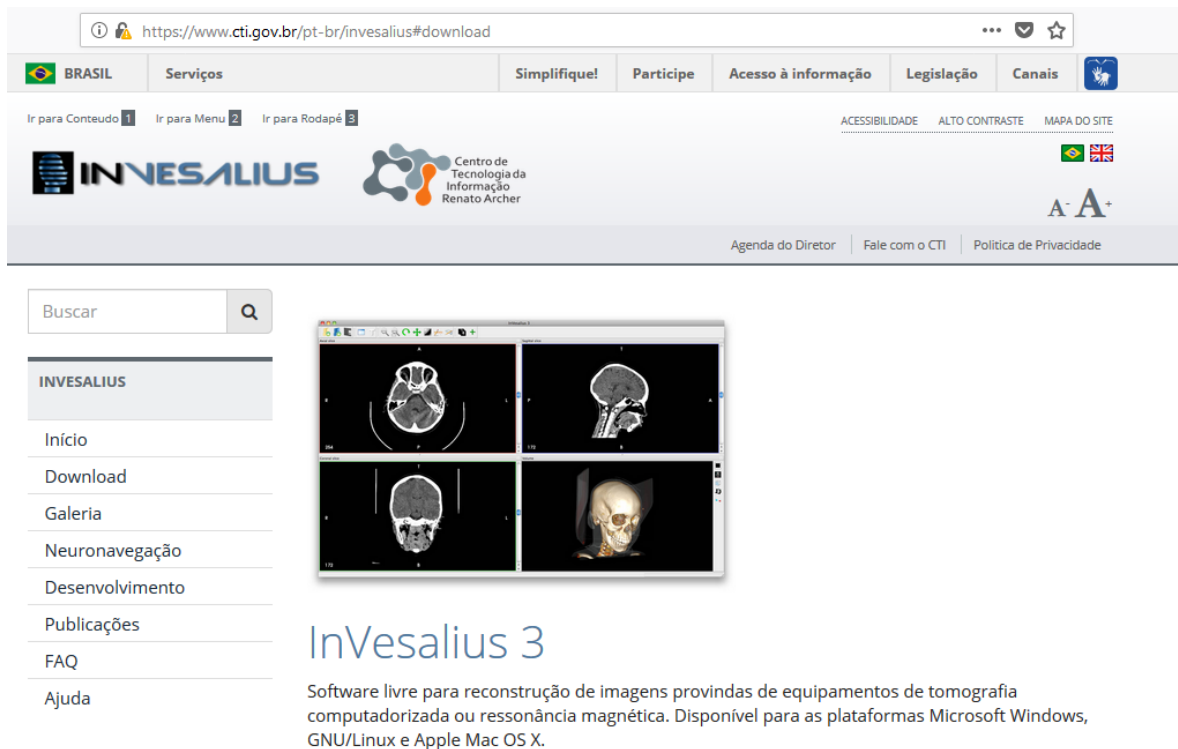 https://www.cti.gov.br/pt-br/invesalius#download
BRASIL Serviços Simplifique! Participe Acesso à informação Legislação Canais
Ir para Conteudo 1 Ir para Menu 2 Ir para Rodapé 3
ACESSIBILIDADE ALTO CONTRASTE MAPA DO SITE
INVESALIUS
Centro de
Tecnologia da
Informação
Renato Archer
A- A+
Agenda do Diretor Fale com o CTI Politica de Privacidade
Buscar
INVESALIUS
Início
Download
Galeria
Neuronavegação
Desenvolvimento
Publicações
FAQ
Ajuda
InVesalius 3
Software livre para reconstrução de imagens provindas de equipamentos de tomografia
computadorizada ou ressonância magnética. Disponível para as plataformas Microsoft Windows,
GNU/Linux e Apple Mac OS X.